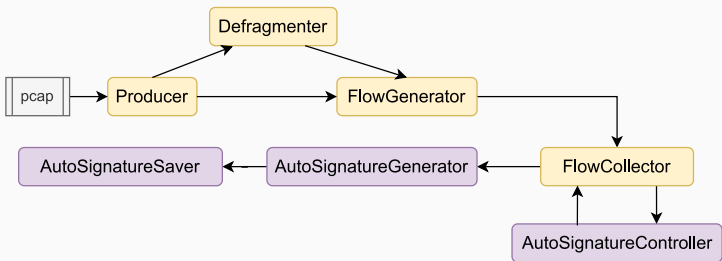 Defragmenter
pcap
Producer
FlowGenerator
AutoSignatureSaver
AutoSignatureGenerator
FlowCollector
AutoSignatureController